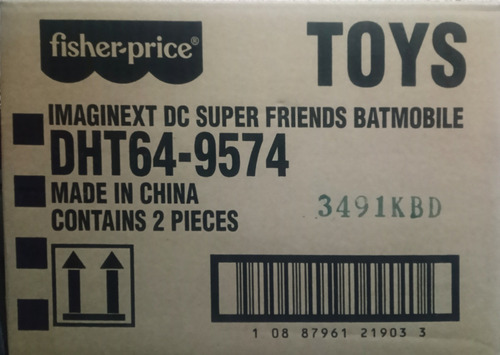 fisher-price®
TOYS
IMAGINEXT DC SUPER FRIENDS BATMOBILE
DHT64-9574
MADE IN CHINA
CONTAINS 2 PIECES
3491KBD
1 08 87961 21903 3